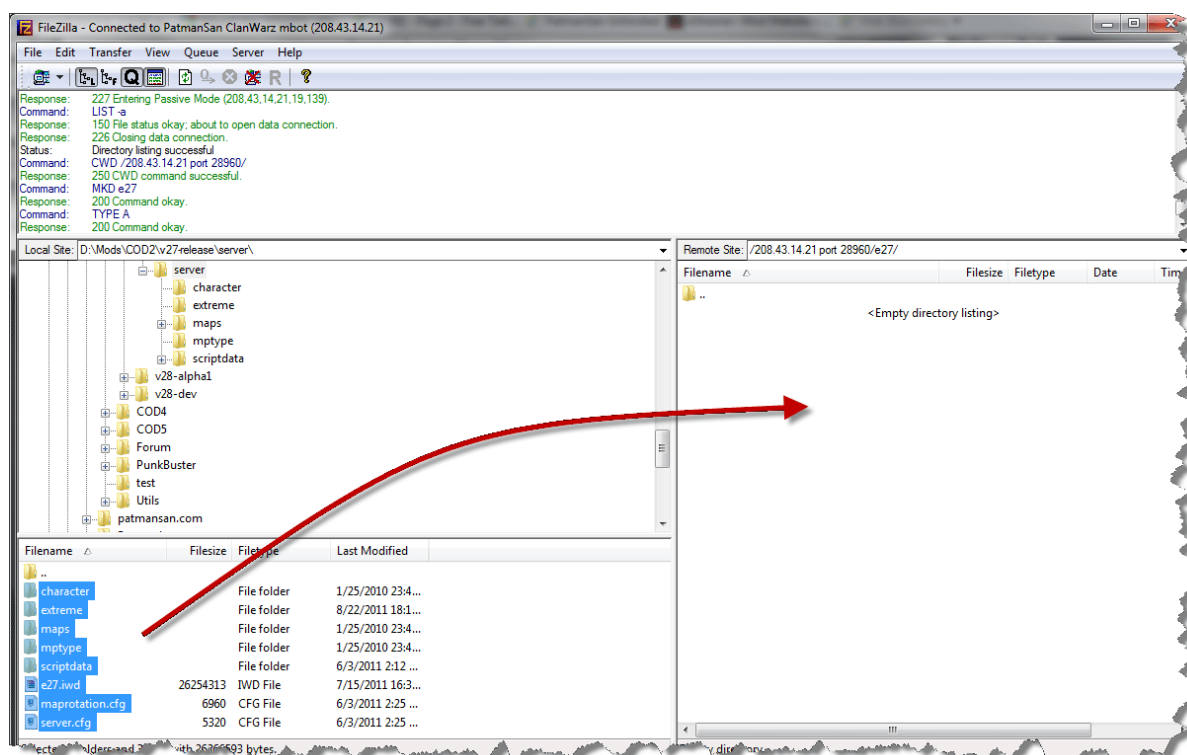 FileZilla - Connected to PatmanSan ClanWarz mbot (208.43.14.21)
File Edit Transfer View Queue Server Help
Response: 227 Entering Passive Mode (208,43,14,21,19,139).
Command: LIST -a
Response: 150 File status okay; about to open data connection.
Response: 226 Closing data connection.
Status: Directory listing successful
Command: CWD /208.43.14.21 port 28960/
Response: 250 CWD command successful.
Command: MKD e27
Response: 200 Command okay.
Command: TYPE A
Response: 200 Command okay.
Local Site: D:\Mods\COD2\v27-release\server\
server
character
extreme
maps
mptype
scriptdata
v28-alpha1
v28-dev
COD4
COD5
Forum
PunkBuster
test
Utils
patmansan.com
Filename Filesize Filetype Last Modified
..
character File folder 1/25/2010 23:4...
extreme File folder 8/22/2011 18:1...
maps File folder 1/25/2010 23:4...
mptype File folder 1/25/2010 23:4...
scriptdata File folder 6/3/2011 2:12 ...
e27.iwd 26254313 IWD File 7/15/2011 16:3...
maprotation.cfg 6960 CFG File 6/3/2011 2:25 ...
server.cfg 5320 CFG File 6/3/2011 2:25 ...
with 26266593 bytes.
Remote Site: /208.43.14.21 port 28960/e27/
Filename Filesize Filetype Date Tim
..
<Empty directory listing>